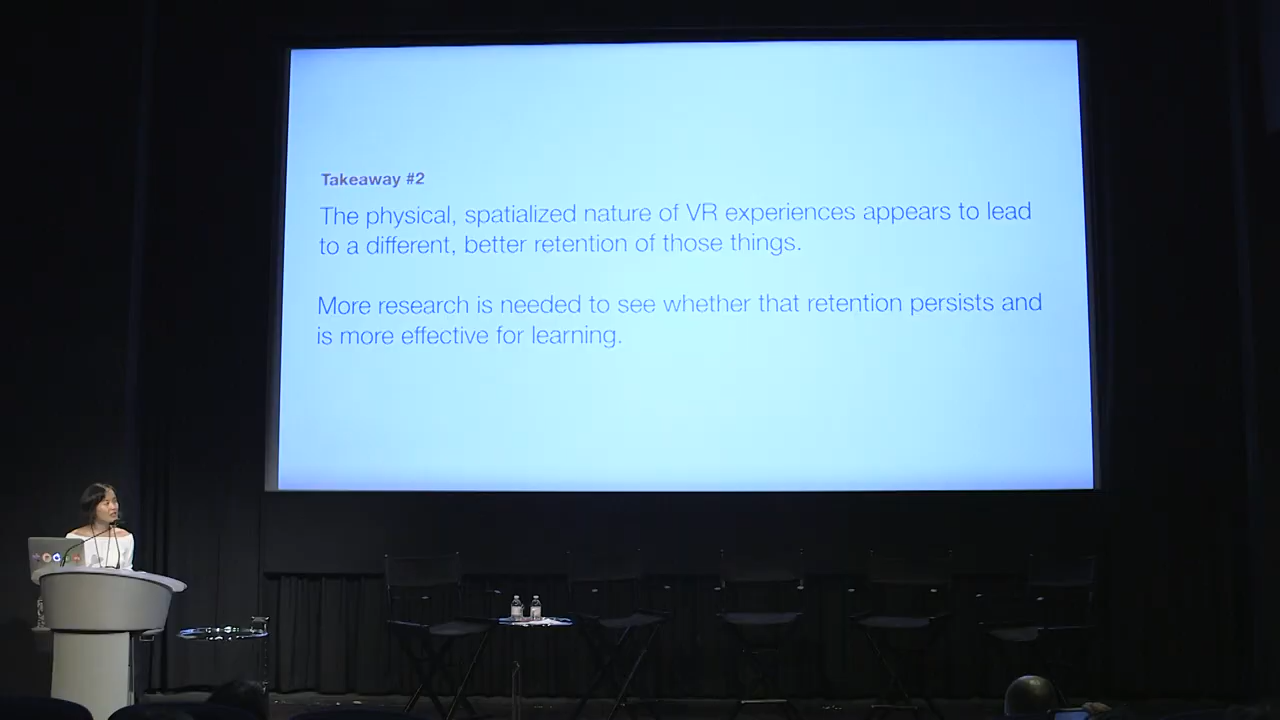 Takeaway #2
The physical, spatialized nature of VR experiences appears to lead
to a different, better retention of those things.
More research is needed to see whether that retention persists and
is more effective for learning.